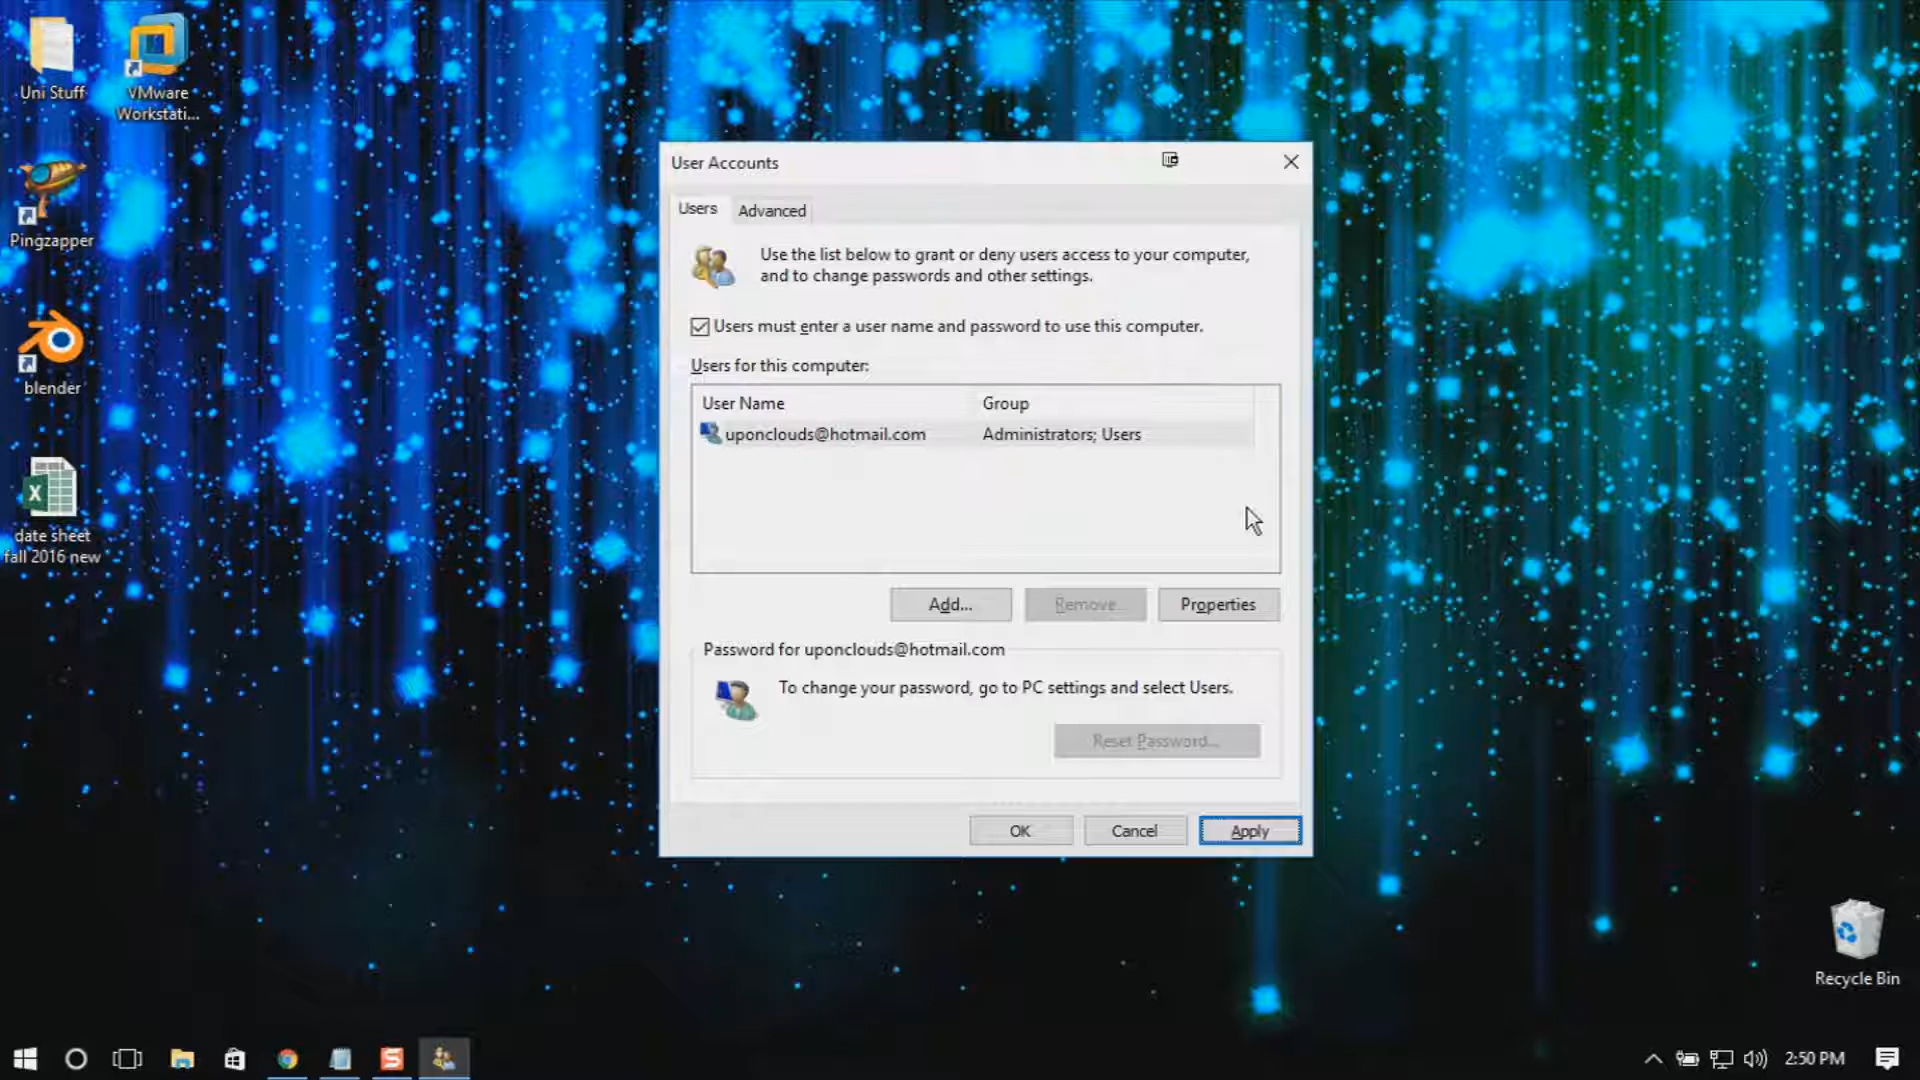 Uni Stuff
VMware
Workstati...
Pingzapper
blender
date sheet
fall 2016 new
User Accounts
Users
Advanced
Use the list below to grant or deny users access to your computer,
and to change passwords and other settings.
Users must enter a user name and password to use this computer.
Users for this computer:
User Name
Group
uponclouds@hotmail.com
Administrators; Users
Add...
Remove...
Properties
Password for uponclouds@hotmail.com
To change your password, go to PC settings and select Users.
Reset Password...
OK
Cancel
Apply
Recycle Bin
2:50 PM